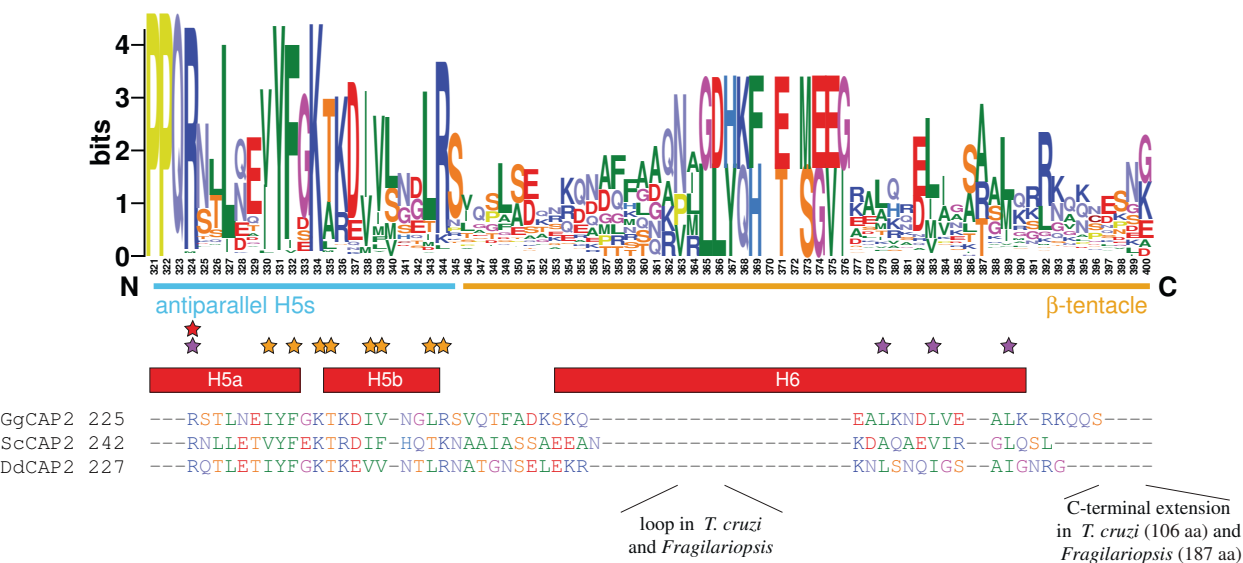 bits
4
3
2
1
0
321 322 323 324 325 326 327 328 329 330 331 332 333 334 335 336 337 338 339 340 341 342 343 344 345 346 347 348 349 350 351 352 353 354 355 356 357 358 359 360 361 362 363 364 365 366 367 368 369 370 371 372 373 374 375 376 377 378 379 380 381 382 383 384 385 386 387 388 389 390 391 392 393 394 395 396 397 398 399 400
N C
antiparallel H5s β-tentacle
H5a H5b H6
GgCAP2 225 ---RSTLNEIYFGKTKDIV-NGLRSVQTFADKSKQ---------------------EALKNDLVE--ALK-RKQQS----
ScCAP2 242 ---RNLLETVYFEKTRDIF-HQTKNAAIASSAEEAN--------------------KDAQAEVIR--GLQSL--------
DdCAP2 227 ---RQTLETIYFGKTKEVV-NTLRNATGNSELEKR---------------------KNLSNQIGS--AIGNRG-------
loop in T. cruzi
and Fragilariopsis
C-terminal extension
in T. cruzi (106 aa) and
Fragilariopsis (187 aa)